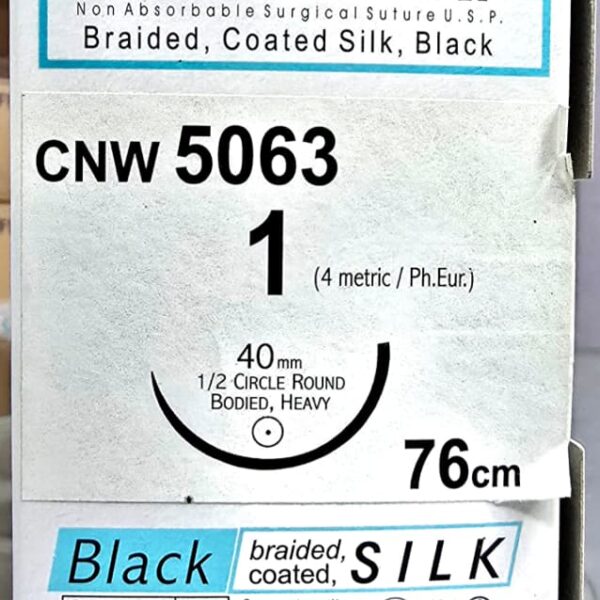 Non Absorbable Surgical Suture U.S.P.
Braided, Coated Silk, Black
CNW 5063
1
(4 metric / Ph.Eur.)
40mm
1/2 CIRCLE ROUND
BODIED, HEAVY
76cm
Black braided, coated, SILK